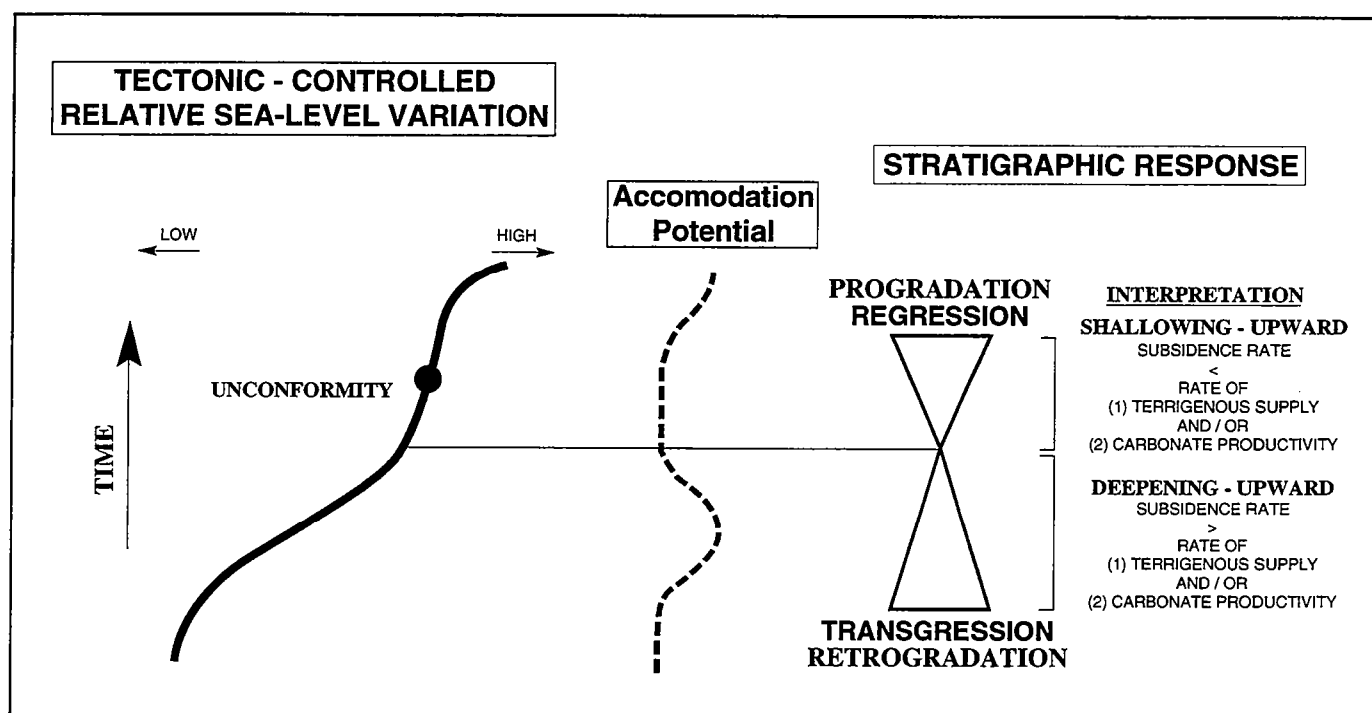 TECTONIC - CONTROLLED
RELATIVE SEA-LEVEL VARIATION
STRATIGRAPHIC RESPONSE
Accomodation
Potential
LOW
HIGH
TIME
UNCONFORMITY
PROGRADATION
REGRESSION
TRANSGRESSION
RETROGRADATION
INTERPRETATION
SHALLOWING - UPWARD
SUBSIDENCE RATE
<
RATE OF
(1) TERRIGENOUS SUPPLY
AND / OR
(2) CARBONATE PRODUCTIVITY
DEEPENING - UPWARD
SUBSIDENCE RATE
>
RATE OF
(1) TERRIGENOUS SUPPLY
AND / OR
(2) CARBONATE PRODUCTIVITY